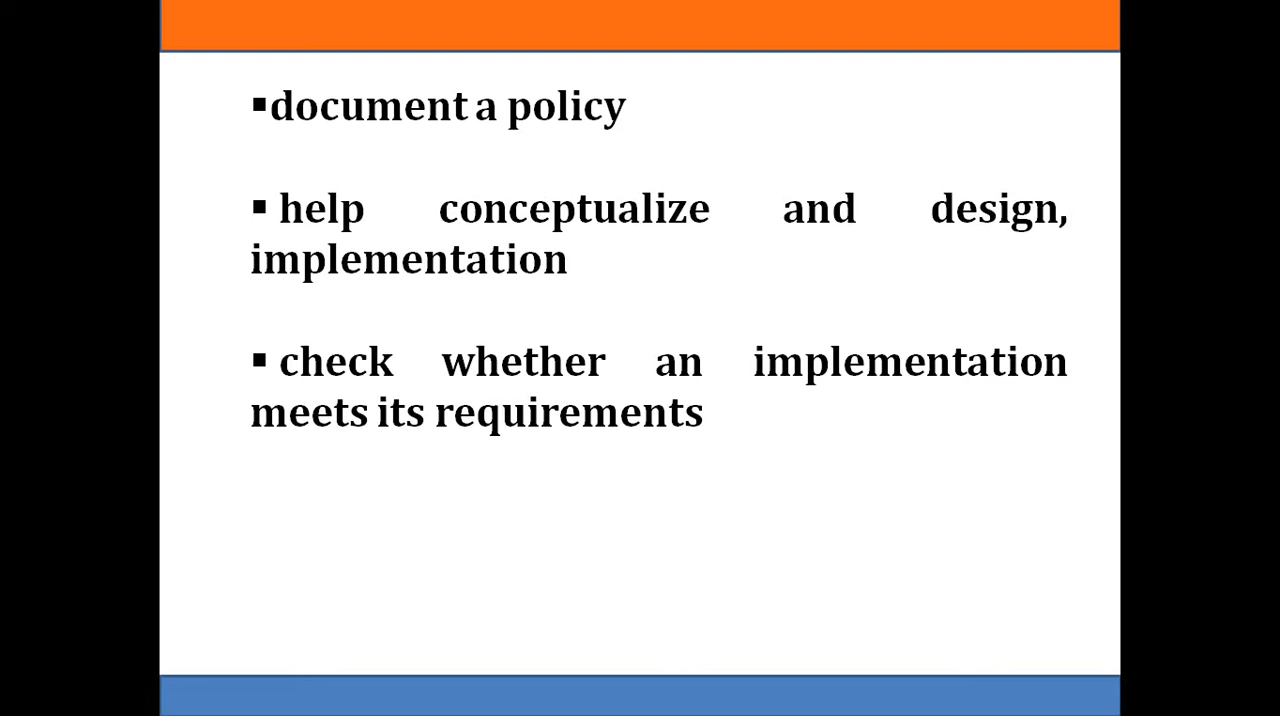 ▪document a policy
▪ help conceptualize and design,
implementation
▪ check whether an implementation
meets its requirements